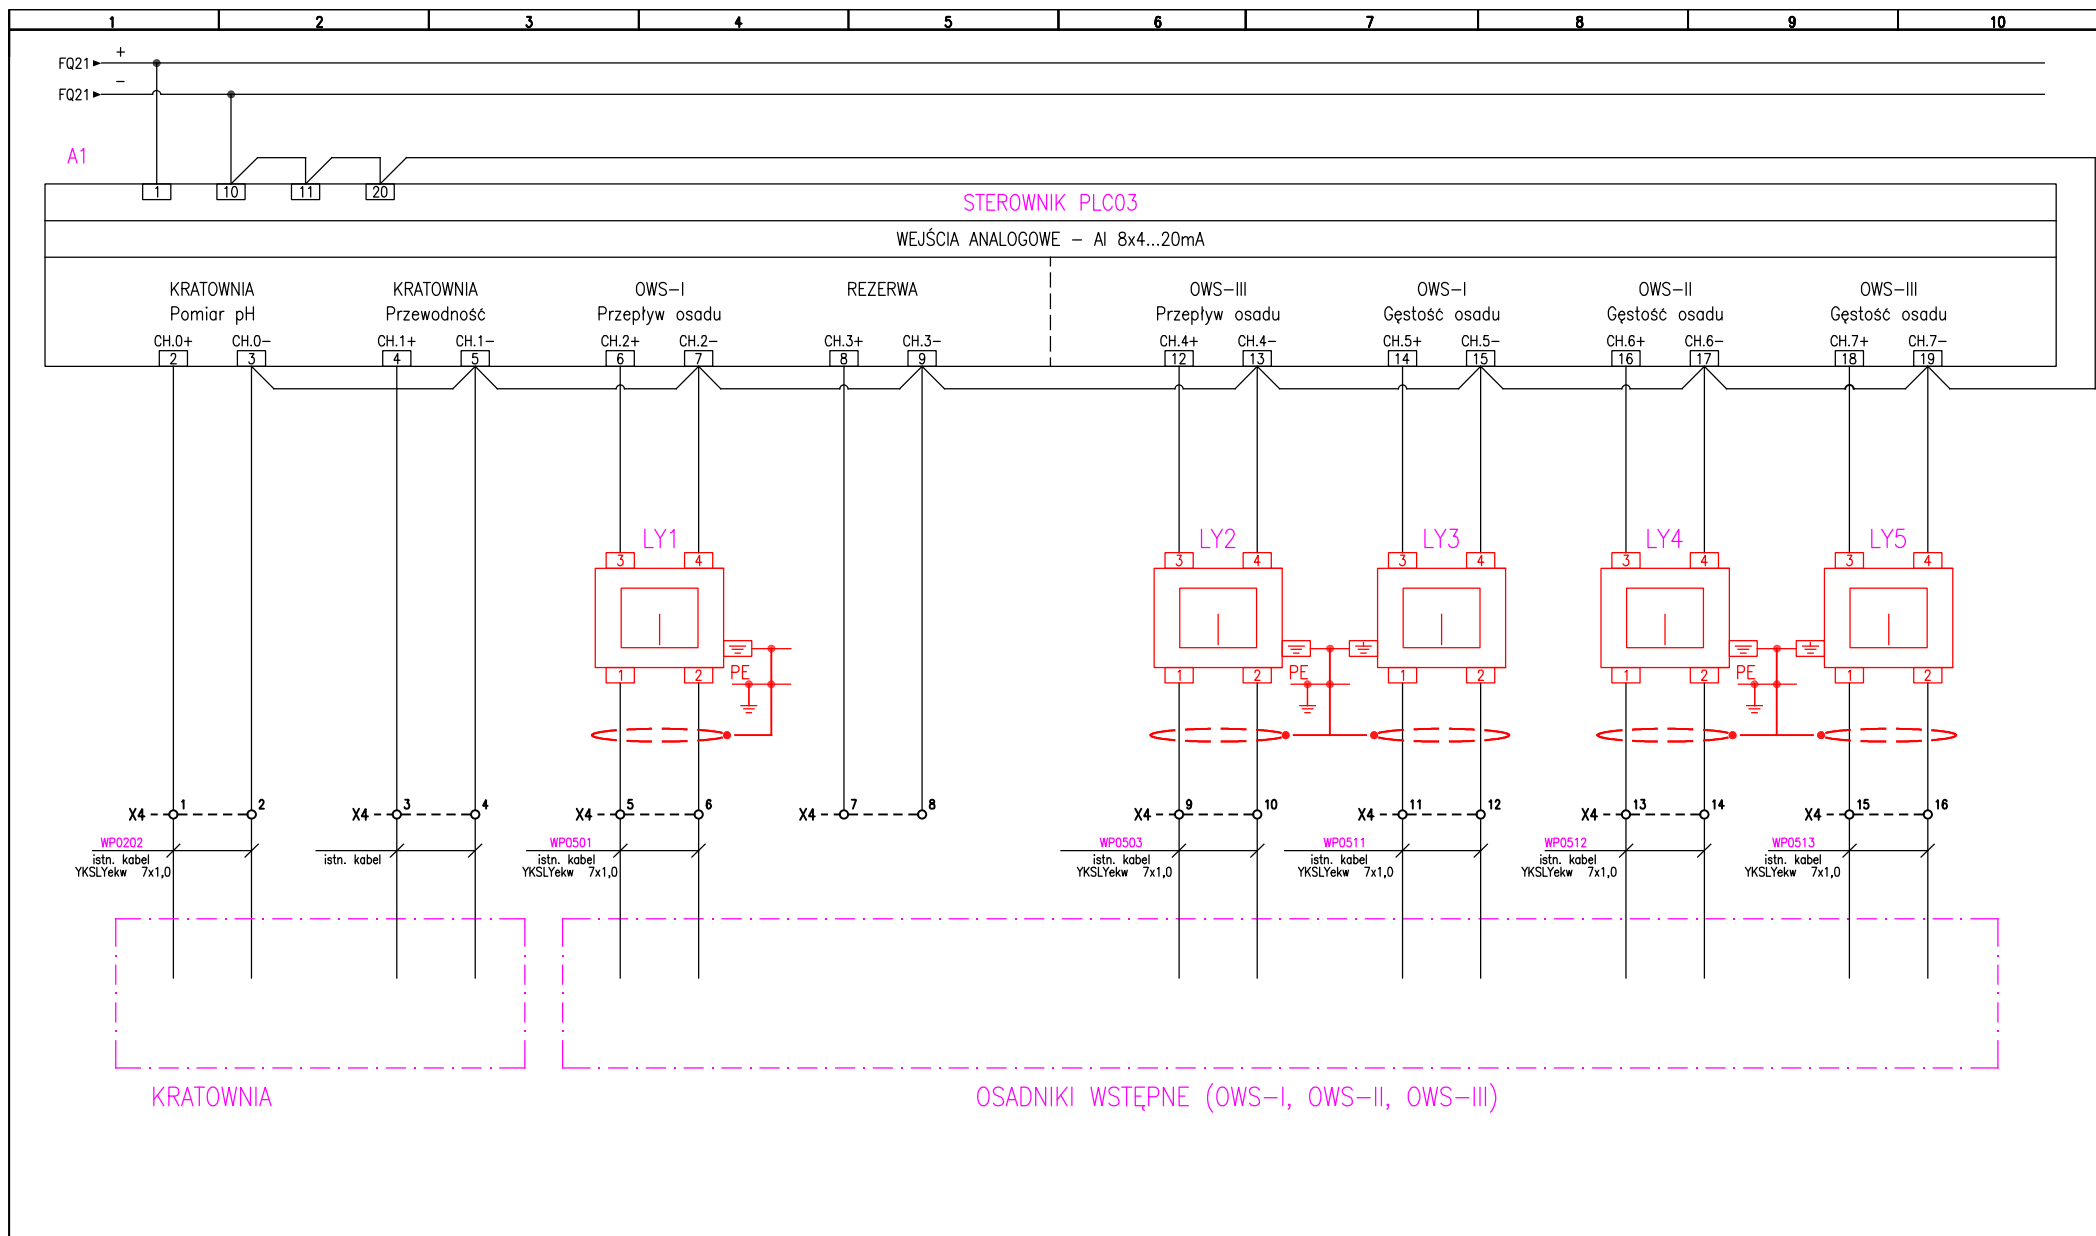 1 2 3 4 5 6 7 8 9 10
+
FQ21
−
FQ21
A1
1 10 11 20
STEROWNIK PLC03
WEJŚCIA ANALOGOWE − AI 8x4...20mA
KRATOWNIA KRATOWNIA OWS−I REZERWA OWS−III OWS−I OWS−II OWS−III
Pomiar pH Przewodność Przepływ osadu Przepływ osadu Gęstość osadu Gęstość osadu Gęstość osadu
CH.0+ CH.0− CH.1+ CH.1− CH.2+ CH.2− CH.3+ CH.3− CH.4+ CH.4− CH.5+ CH.5− CH.6+ CH.6− CH.7+ CH.7−
2 3 4 5 6 7 8 9 12 13 14 15 16 17 18 19
LY1 LY2 LY3 LY4 LY5
3 4 3 4 3 4 3 4 3 4
PE PE PE
1 2 1 2 1 2 1 2 1 2
X4 1 2 X4 3 4 X4 5 6 X4 7 8 X4 9 10 X4 11 12 X4 13 14 X4 15 16
WP0202 WP0501 WP0503 WP0511 WP0512 WP0513
istn. kabel istn. kabel istn. kabel istn. kabel istn. kabel istn. kabel istn. kabel
YKSLYekw 7x1,0 YKSLYekw 7x1,0 YKSLYekw 7x1,0 YKSLYekw 7x1,0 YKSLYekw 7x1,0 YKSLYekw 7x1,0
KRATOWNIA OSADNIKI WSTĘPNE (OWS−I, OWS−II, OWS−III)